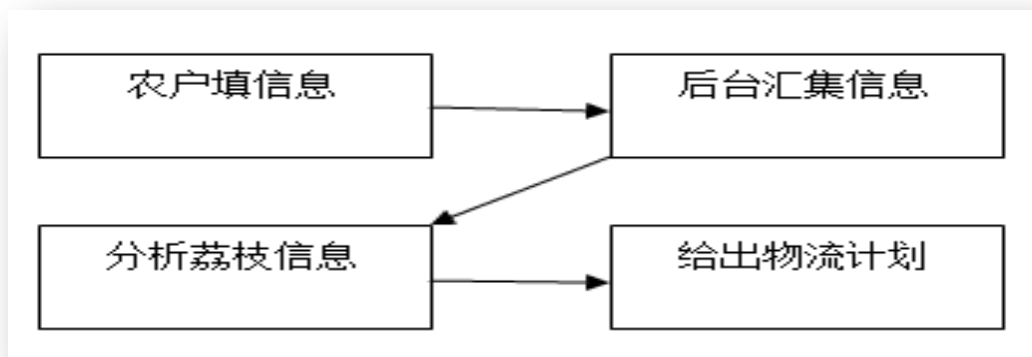 农户填信息
后台汇集信息
分析荔枝信息
给出物流计划